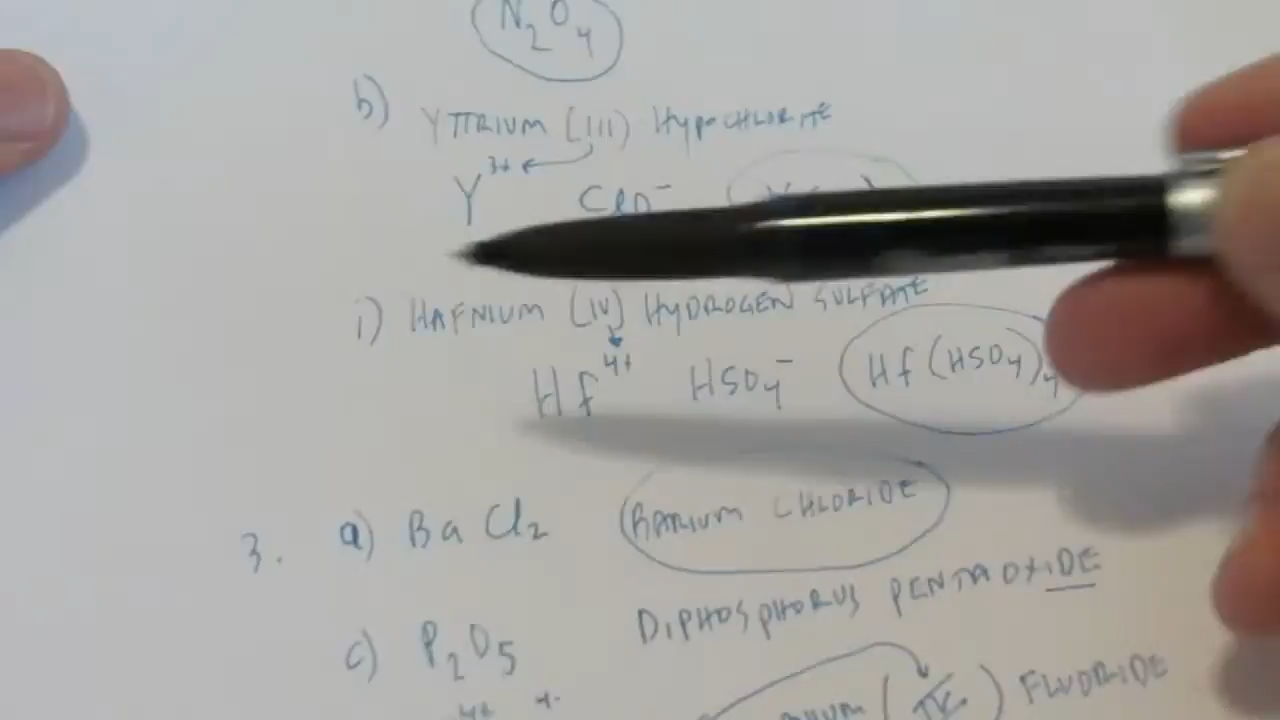 N2O4
b) YTTRIUM (III) HYPOCHLORITE
Y3+ ClO-
i) HAFNIUM (IV) HYDROGEN SULFATE
Hf4+ HSO4- Hf(HSO4)4
3. a) BaCl2 BARIUM CHLORIDE
c) P2O5 DIPHOSPHORUS PENTAOXIDE
FLUORIDE